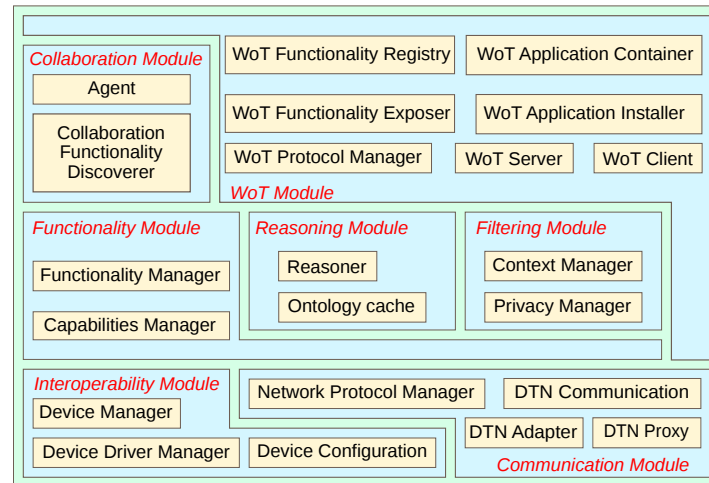 Collaboration Module
Agent
Collaboration
Functionality
Discoverer
WoT Functionality Registry
WoT Application Container
WoT Functionality Exposer
WoT Application Installer
WoT Protocol Manager
WoT Server
WoT Client
WoT Module
Functionality Module
Functionality Manager
Capabilities Manager
Reasoning Module
Reasoner
Ontology cache
Filtering Module
Context Manager
Privacy Manager
Interoperability Module
Device Manager
Device Driver Manager
Device Configuration
Network Protocol Manager
DTN Communication
DTN Adapter
DTN Proxy
Communication Module